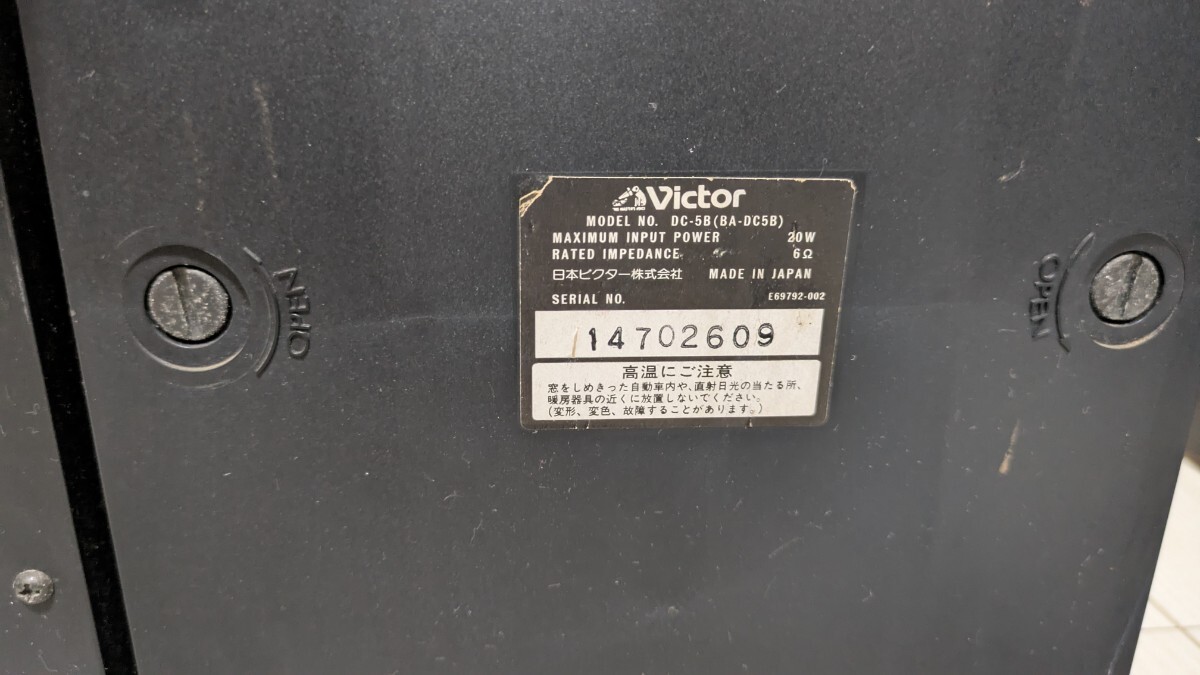 Victor
MODEL NO. DC-5B(BA-DC5B)
MAXIMUM INPUT POWER 20W
RATED IMPEDANCE 6Ω
日本ビクター株式会社 MADE IN JAPAN
SERIAL NO. E69792-002
14702609
高温にご注意
窓をしめきった自動車内や、直射日光の当たる所、
暖房器具の近くに放置しないでください。
(変形、変色、故障することがあります。)
OPEN
OPEN